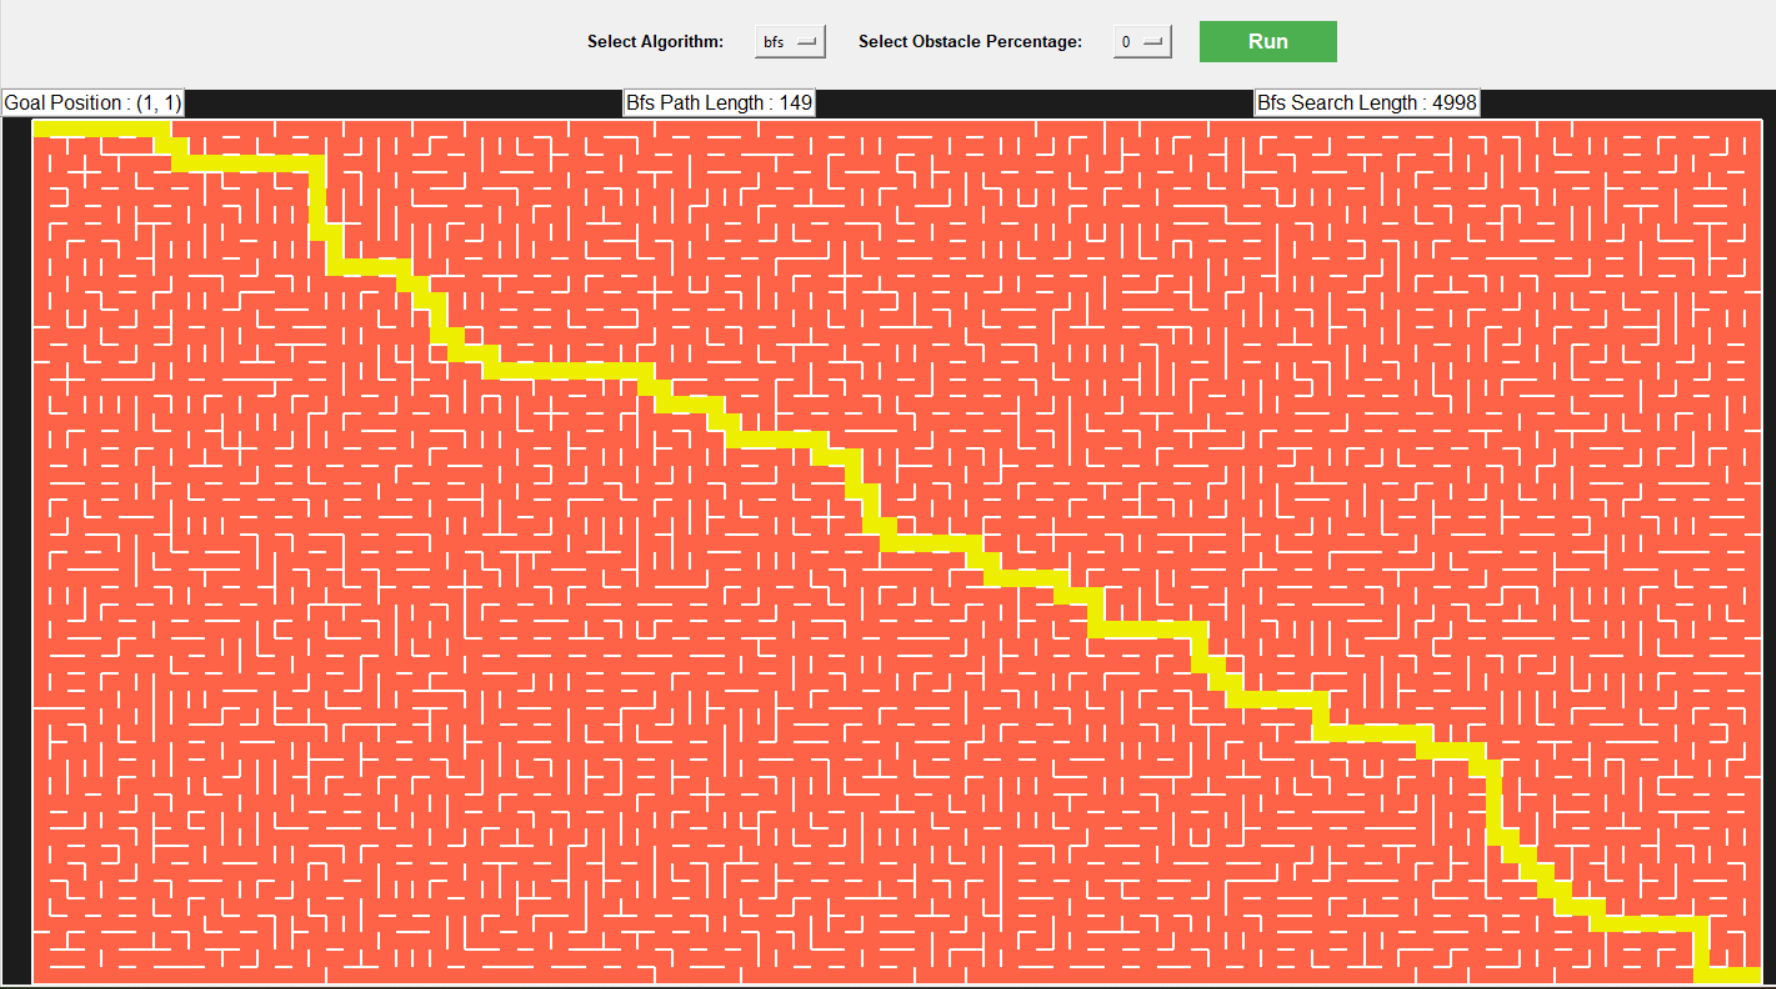 Select Algorithm: bfs Select Obstacle Percentage: 0 Run
Goal Position : (1, 1) Bfs Path Length : 149 Bfs Search Length : 4998